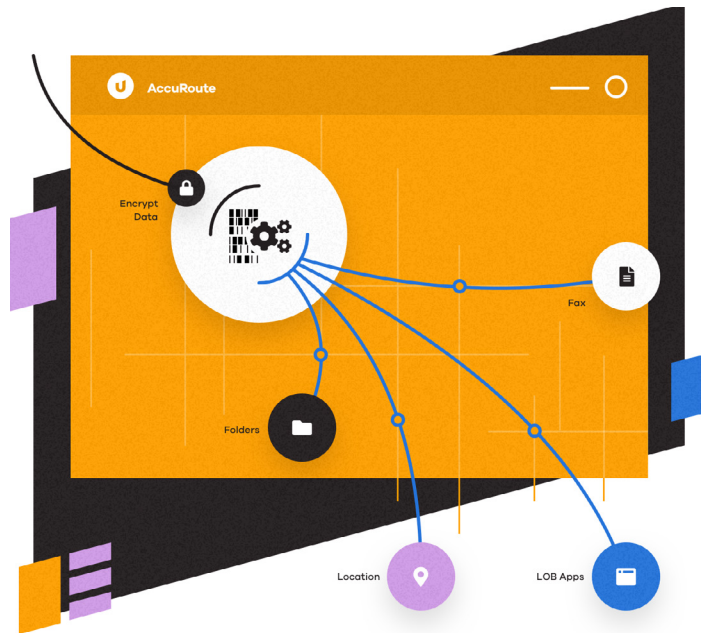 AccuRoute
Encrypt
Data
Fax
Folders
Location
LOB Apps